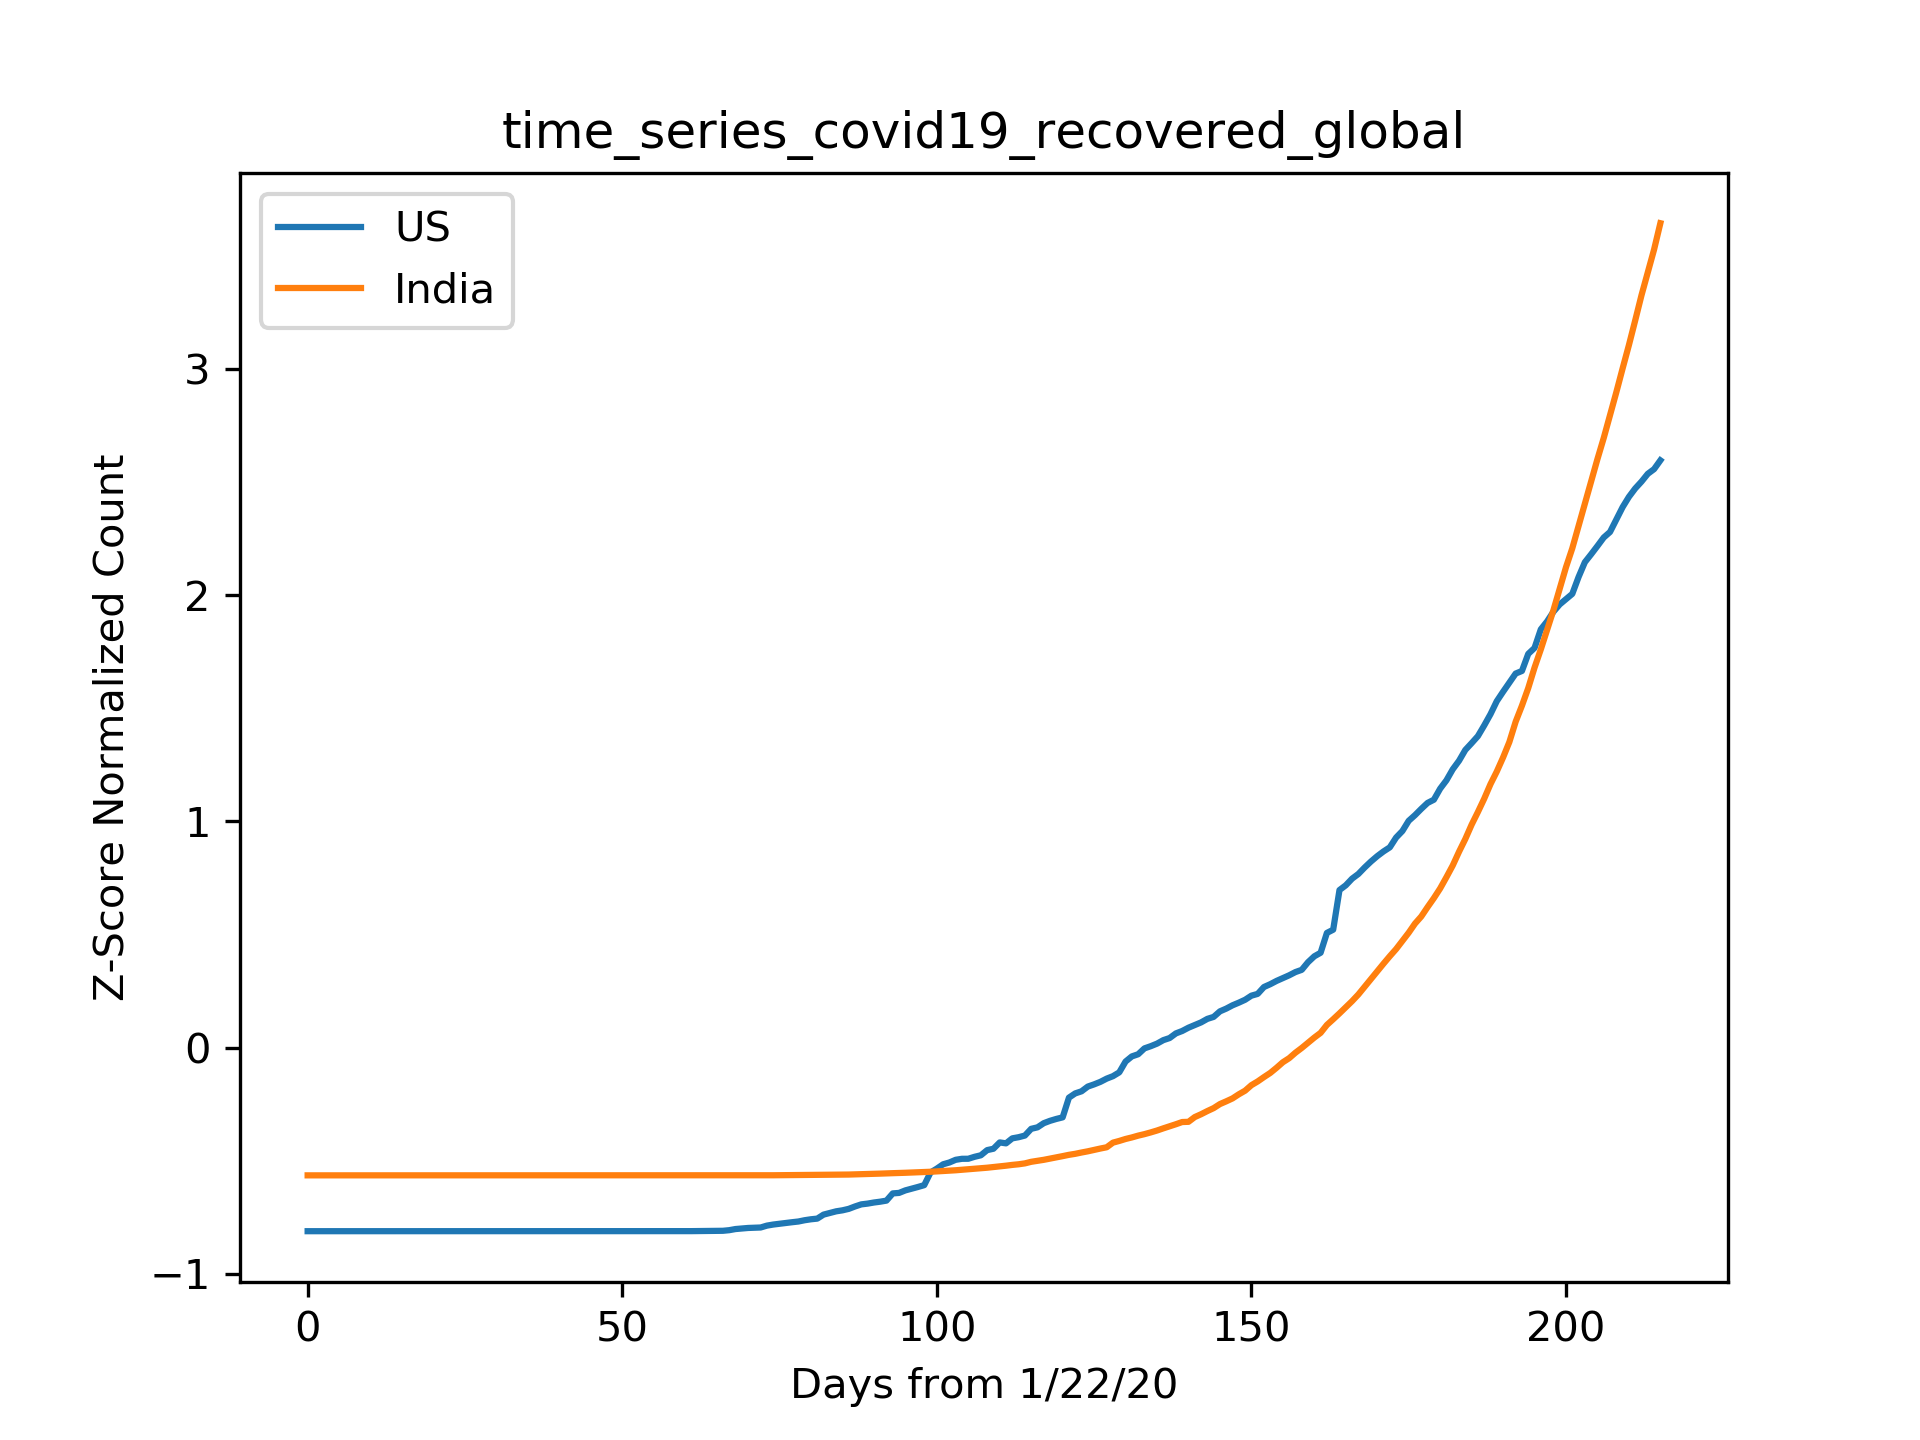 time_series_covid19_recovered_global
US
India
3
2
1
0
−1
Z-Score Normalized Count
0 50 100 150 200
Days from 1/22/20